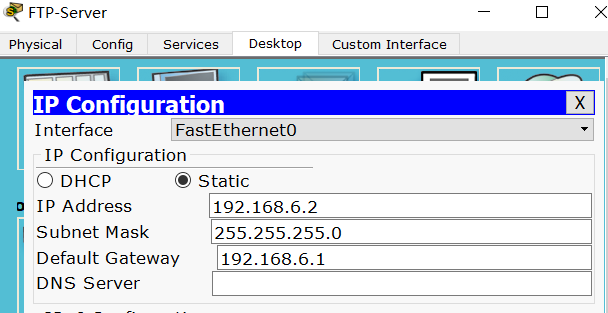 FTP-Server
Physical Config Services Desktop Custom Interface
IP Configuration X
Interface FastEthernet0
IP Configuration
DHCP Static
IP Address 192.168.6.2
Subnet Mask 255.255.255.0
Default Gateway 192.168.6.1
DNS Server